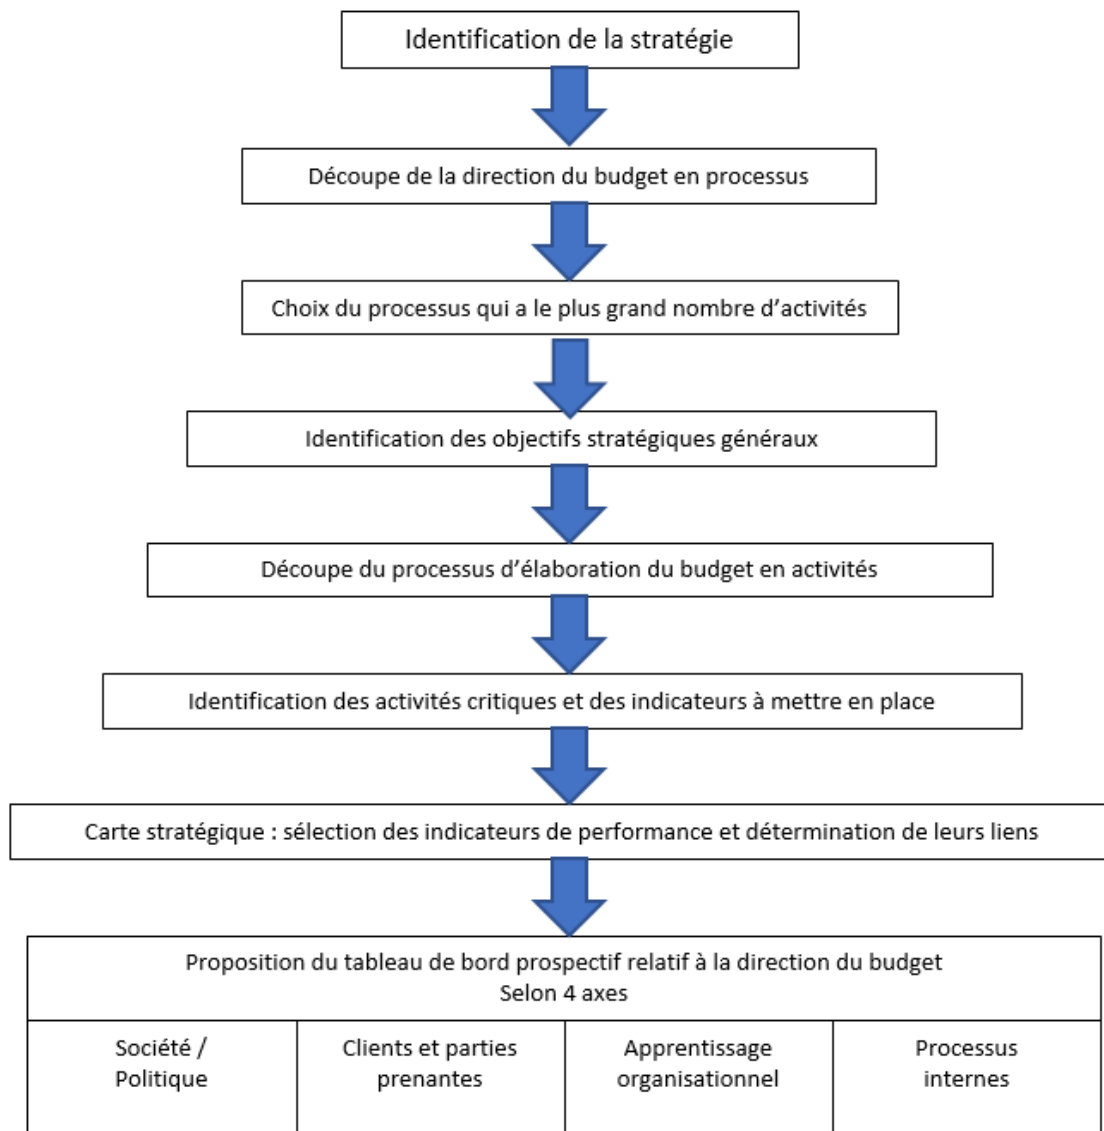 Identification de la stratégie
Découpe de la direction du budget en processus
Choix du processus qui a le plus grand nombre d’activités
Identification des objectifs stratégiques généraux
Découpe du processus d’élaboration du budget en activités
Identification des activités critiques et des indicateurs à mettre en place
Carte stratégique : sélection des indicateurs de performance et détermination de leurs liens
Proposition du tableau de bord prospectif relatif à la direction du budget
Selon 4 axes
Société /
Politique
Clients et parties
prenantes
Apprentissage
organisationnel
Processus
internes